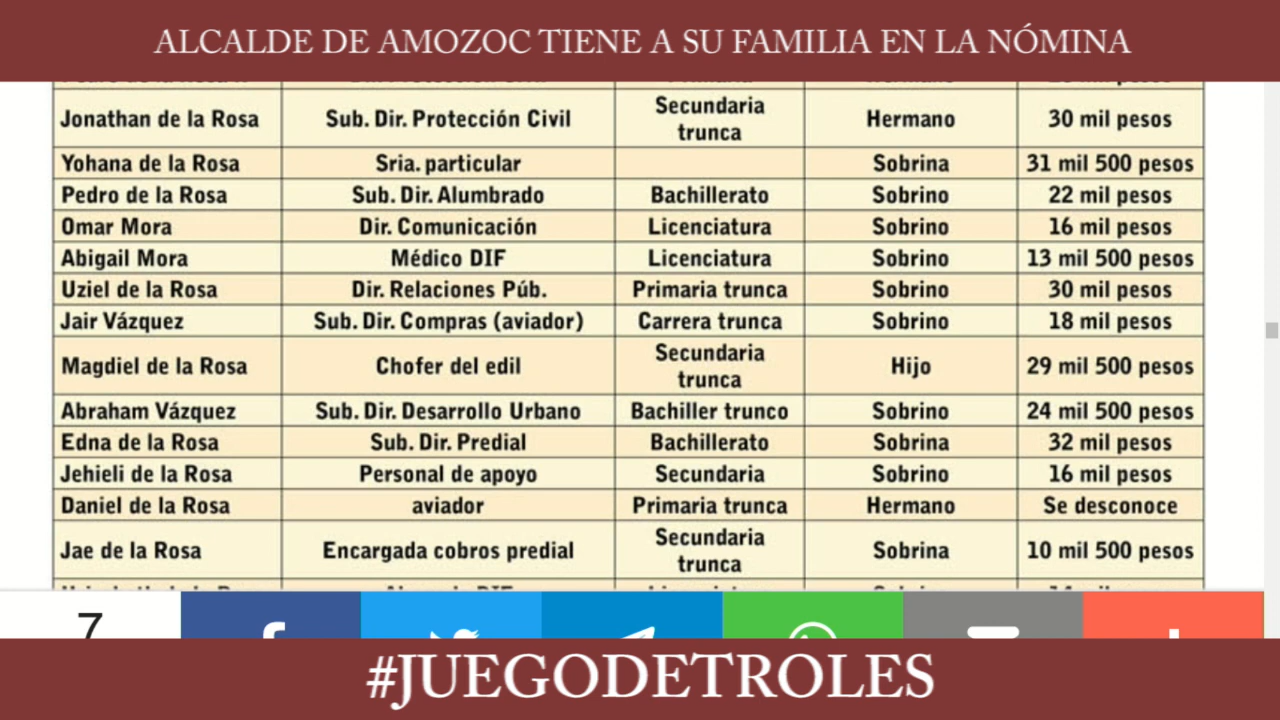 ALCALDE DE AMOZOC TIENE A SU FAMILIA EN LA NÓMINA
Jonathan de la Rosa Sub. Dir. Protección Civil Secundaria trunca Hermano 30 mil pesos
Yohana de la Rosa Sria. particular Sobrina 31 mil 500 pesos
Pedro de la Rosa Sub. Dir. Alumbrado Bachillerato Sobrino 22 mil pesos
Omar Mora Dir. Comunicación Licenciatura Sobrino 16 mil pesos
Abigail Mora Médico DIF Licenciatura Sobrino 13 mil 500 pesos
Uziel de la Rosa Dir. Relaciones Púb. Primaria trunca Sobrino 30 mil pesos
Jair Vázquez Sub. Dir. Compras (aviador) Carrera trunca Sobrino 18 mil pesos
Magdiel de la Rosa Chofer del edil Secundaria trunca Hijo 29 mil 500 pesos
Abraham Vázquez Sub. Dir. Desarrollo Urbano Bachiller trunco Sobrino 24 mil 500 pesos
Edna de la Rosa Sub. Dir. Predial Bachillerato Sobrina 32 mil pesos
Jehieli de la Rosa Personal de apoyo Secundaria Sobrino 16 mil pesos
Daniel de la Rosa aviador Primaria trunca Hermano Se desconoce
Jae de la Rosa Encargada cobros predial Secundaria trunca Sobrina 10 mil 500 pesos
7
#JUEGODETROLES